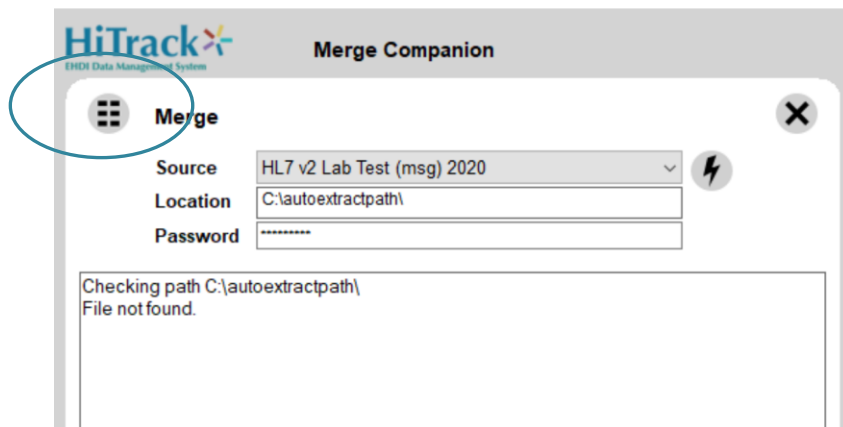 HiTrack
EHDI Data Management System
Merge Companion
Merge
Source HL7 v2 Lab Test (msg) 2020
Location C:\autoextractpath\
Password *********
Checking path C:\autoextractpath\
File not found.